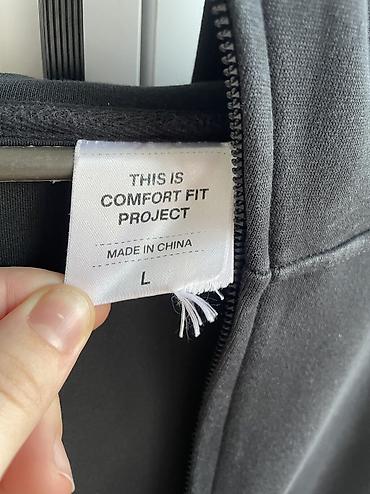 THIS IS
COMFORT FIT
PROJECT
MADE IN CHINA
L